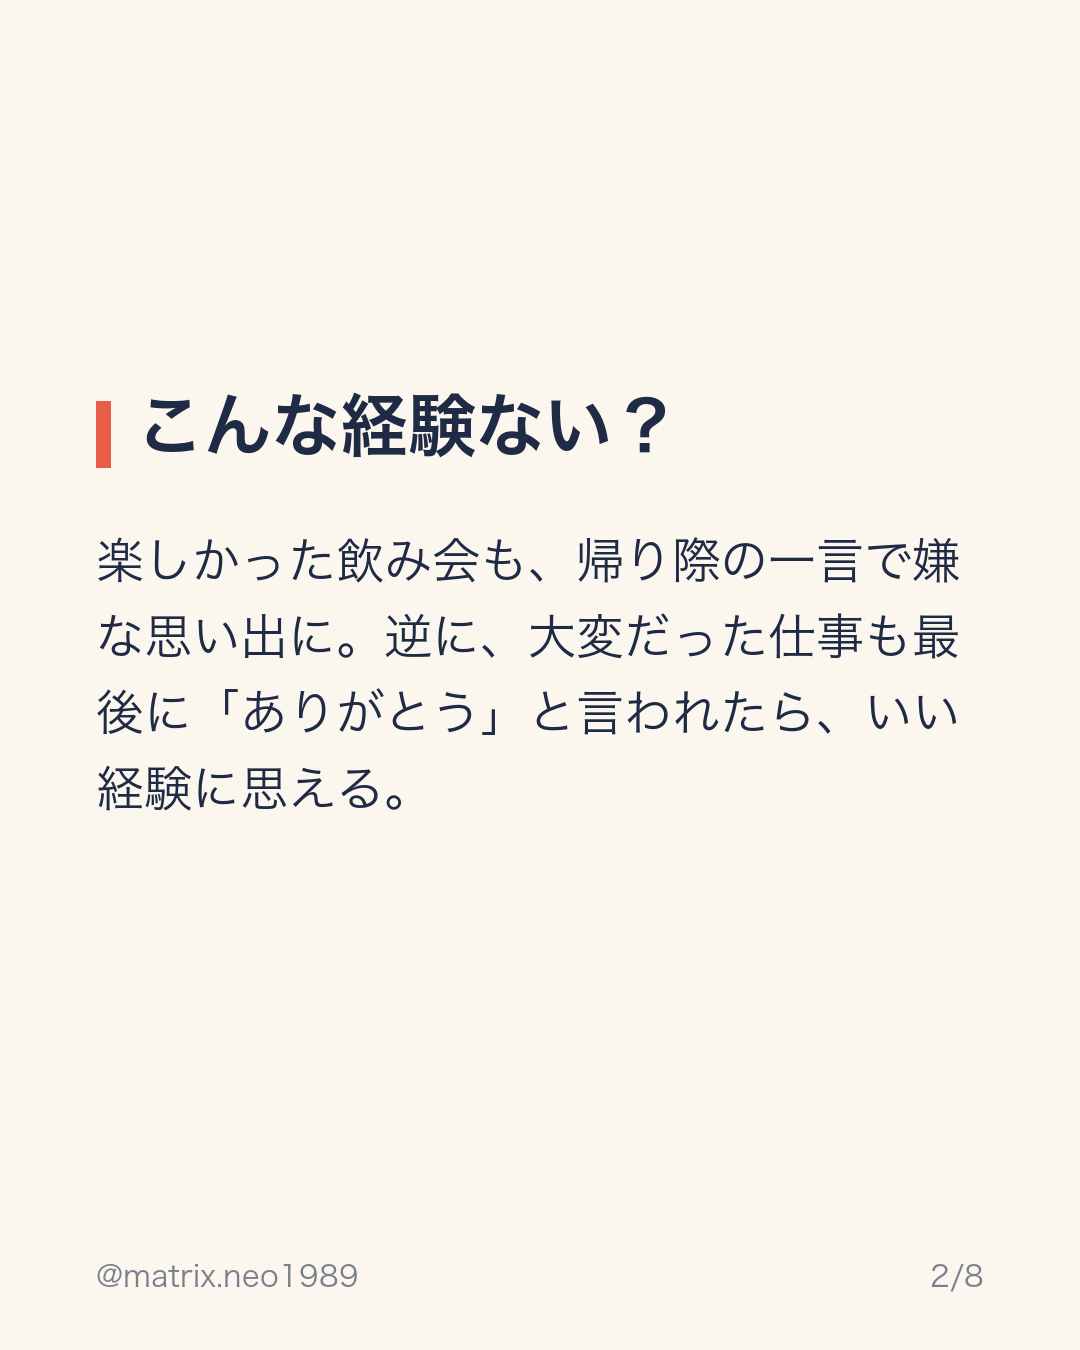 こんな経験ない？
楽しかった飲み会も、帰り際の一言で嫌
な思い出に。逆に、大変だった仕事も最
後に「ありがとう」と言われたら、いい
経験に思える。
@matrix.neo1989
2/8